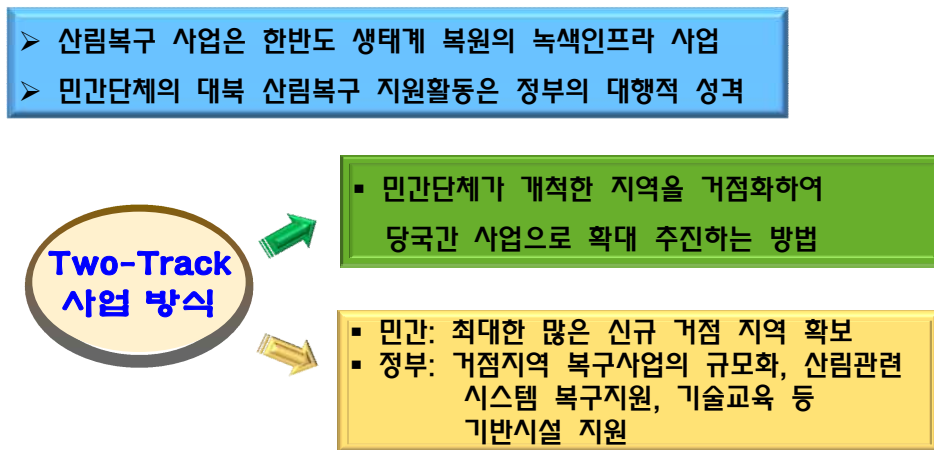 ➢ 산림복구 사업은 한반도 생태계 복원의 녹색인프라 사업
➢ 민간단체의 대북 산림복구 지원활동은 정부의 대행적 성격
▪ 민간단체가 개척한 지역을 거점화하여
당국간 사업으로 확대 추진하는 방법
Two-Track
사업 방식
▪ 민간: 최대한 많은 신규 거점 지역 확보
▪ 정부: 거점지역 복구사업의 규모화, 산림관련
시스템 복구지원, 기술교육 등
기반시설 지원